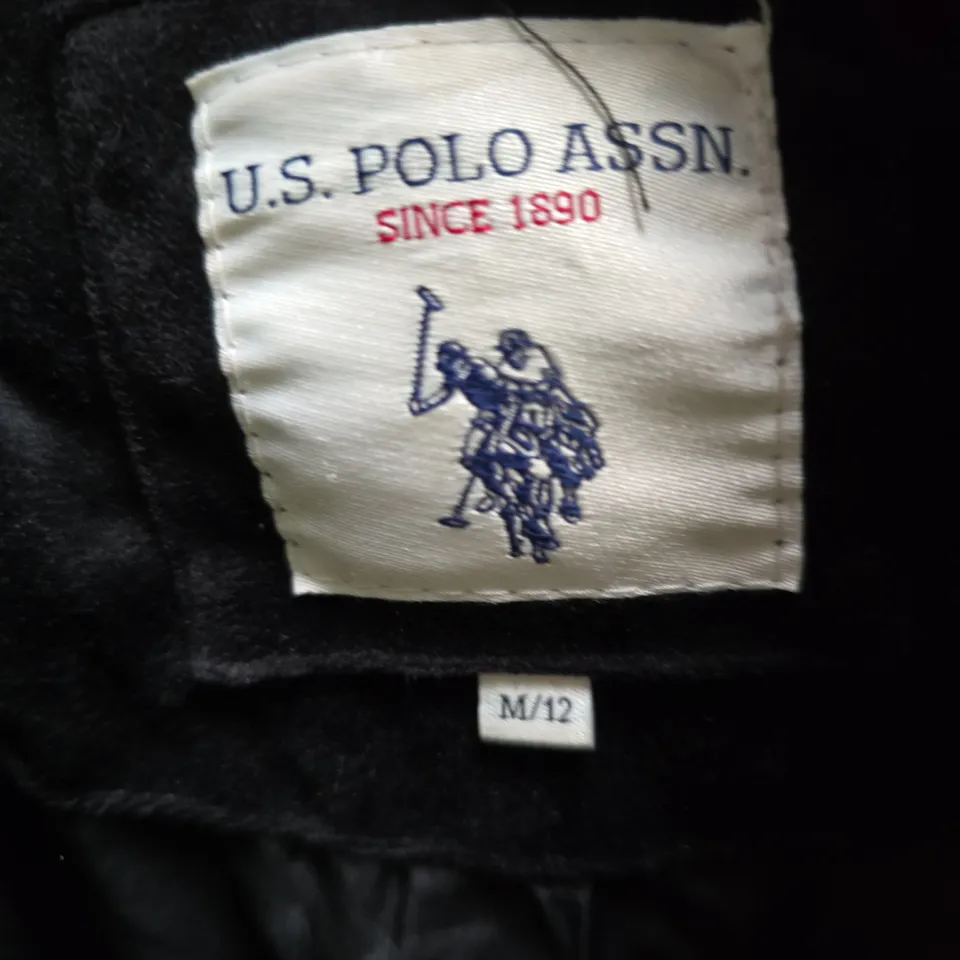 U.S. POLO ASSN.
SINCE 1890
M/12